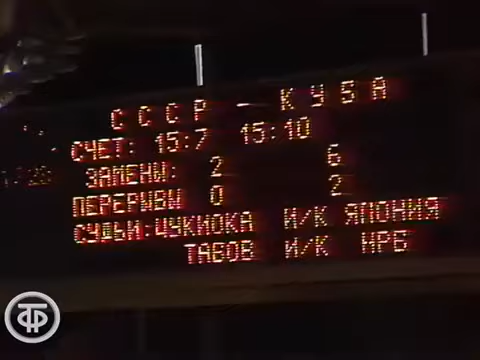 СССР - КУБА
СЧЕТ: 15:7 15:10
ЗАМЕНЫ: 2 6
ПЕРЕРЫВЫ 0 2
СУДЬИ: ЦУКИОКА И/К ЯПОНИЯ
ТАБОВ И/К НРБ